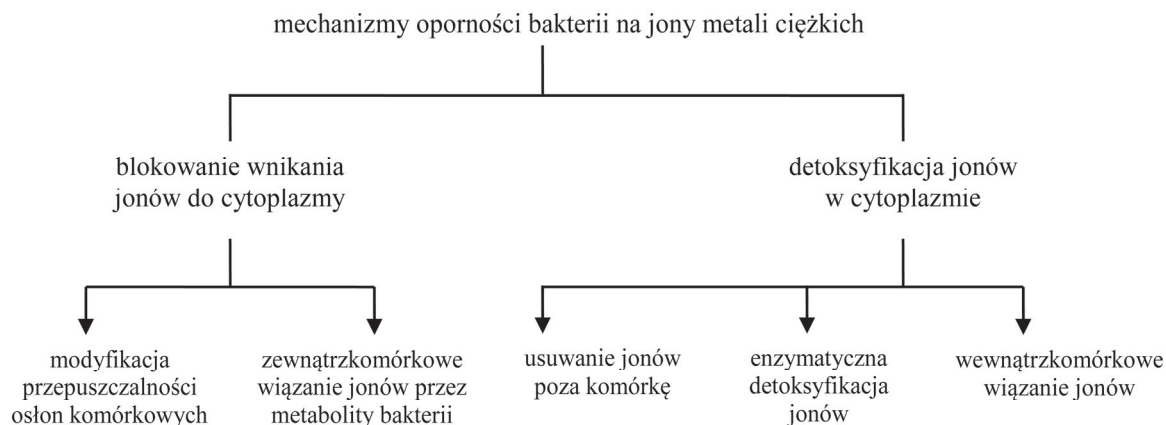 mechanizmy oporności bakterii na jony metali ciężkich
blokowanie wnikania
jonów do cytoplazmy
detoksyfikacja jonów
w cytoplazmie
modyfikacja
przepuszczalności
osłon komórkowych
zewnątrzkomórkowe
wiązanie jonów przez
metabolity bakterii
usuwanie jonów
poza komórkę
enzymatyczna
detoksyfikacja
jonów
wewnątrzkomórkowe
wiązanie jonów